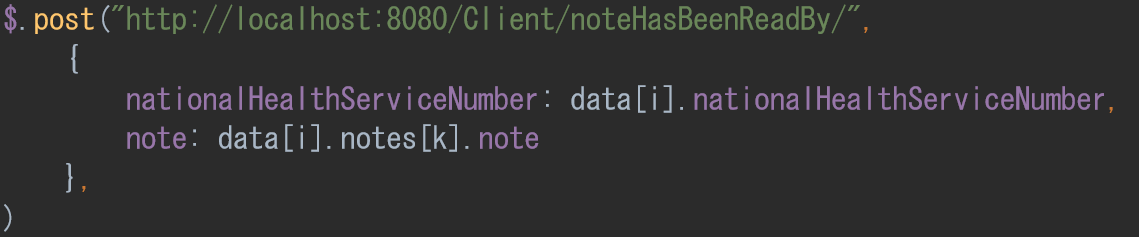 $.post("http://localhost:8080/Client/noteHasBeenReadBy/",
{
nationalHealthServiceNumber: data[i].nationalHealthServiceNumber,
note: data[i].notes[k].note
},
)